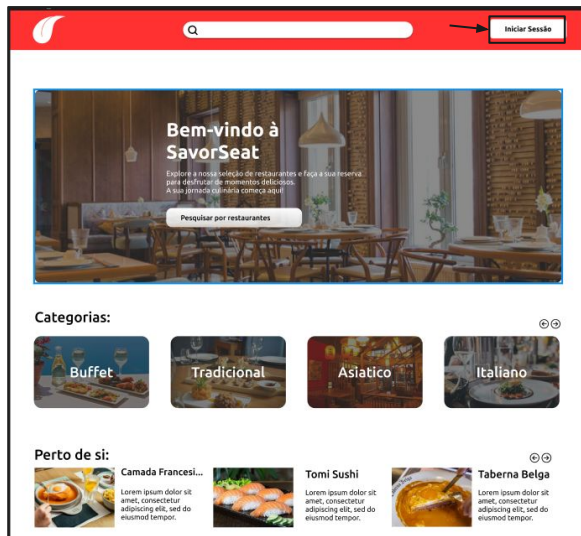 Iniciar Sessão
Bem-vindo à
SavorSeat
Explore a nossa seleção de restaurantes e faça a sua reserva
para desfrutar de momentos deliciosos.
A sua jornada culinária começa aqui!
Pesquisar por restaurantes
Categorias:
Buffet
Tradicional
Asiatico
Italiano
Perto de si:
Camada Francesi...
Lorem ipsum dolor sit
amet, consectetur
adipiscing elit, sed do
eiusmod tempor.
Tomi Sushi
Lorem ipsum dolor sit
amet, consectetur
adipiscing elit, sed do
eiusmod tempor.
Taberna Belga
Lorem ipsum dolor sit
amet, consectetur
adipiscing elit, sed do
eiusmod tempor.